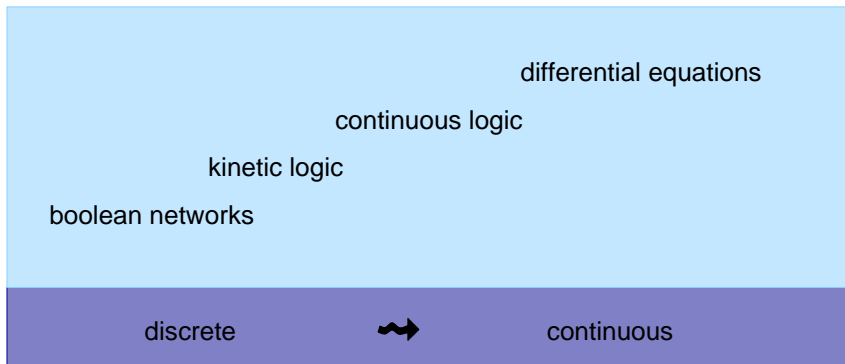 differential equations
continuous logic
kinetic logic
boolean networks
discrete ⇝ continuous